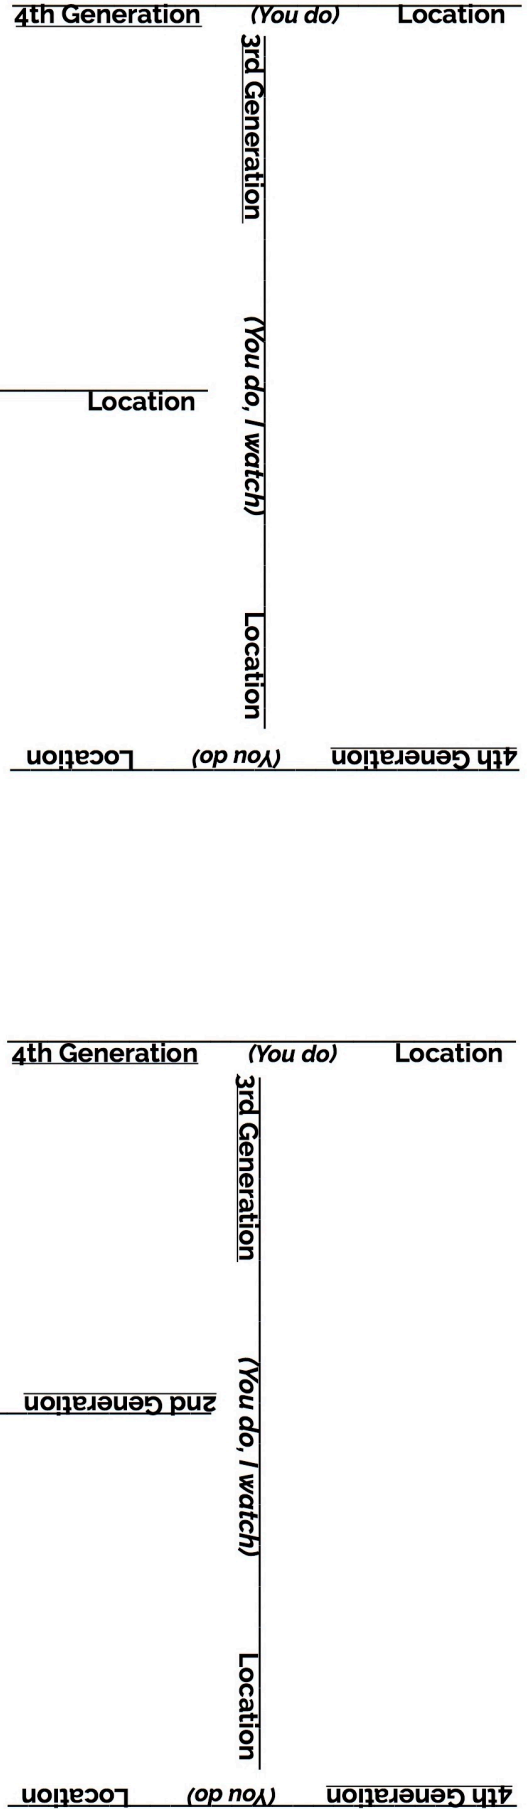 4th Generation (You do) Location
3rd Generation (You do, I watch) Location
Location
4th Generation (You do) Location
4th Generation (You do) Location
3rd Generation (You do, I watch) Location
2nd Generation
4th Generation (You do) Location